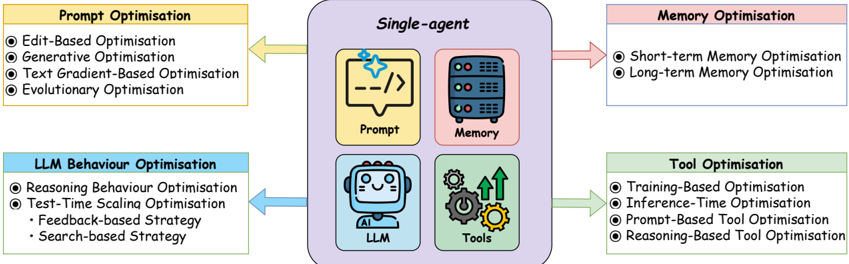 Prompt Optimisation
Edit-Based Optimisation
Generative Optimisation
Text Gradient-Based Optimisation
Evolutionary Optimisation
LLM Behaviour Optimisation
Reasoning Behaviour Optimisation
Test-Time Scaling Optimisation
• Feedback-based Strategy
• Search-based Strategy
Single-agent
Prompt
Memory
AI
LLM
Tools
Memory Optimisation
Short-term Memory Optimisation
Long-term Memory Optimisation
Tool Optimisation
Training-Based Optimisation
Inference-Time Optimisation
Prompt-Based Tool Optimisation
Reasoning-Based Tool Optimisation